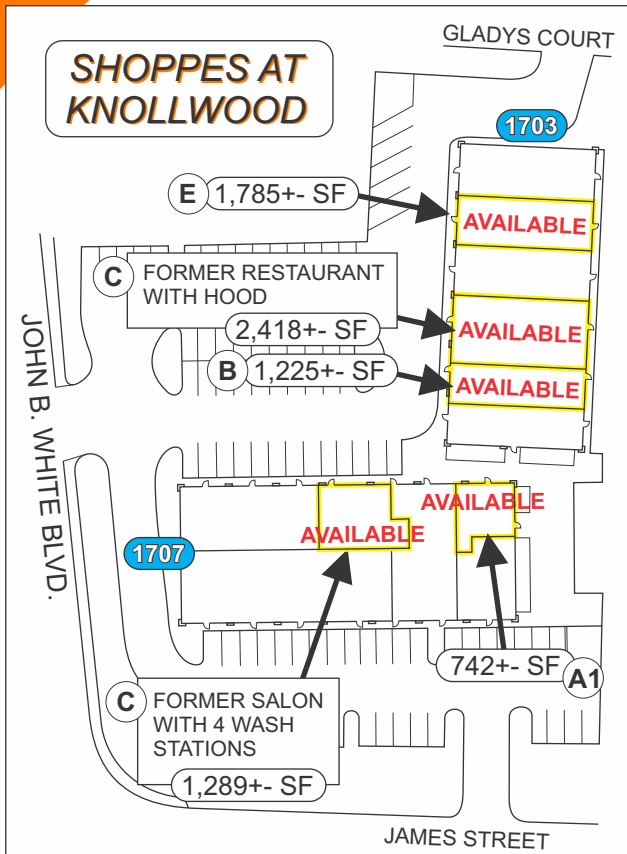 GLADYS COURT
SHOPPES AT
KNOLLWOOD
1703
E 1,785+- SF
AVAILABLE
C FORMER RESTAURANT
WITH HOOD
2,418+- SF
AVAILABLE
B 1,225+- SF
AVAILABLE
JOHN B. WHITE BLVD.
1707
AVAILABLE
AVAILABLE
742+- SF A1
C FORMER SALON
WITH 4 WASH
STATIONS
1,289+- SF
JAMES STREET